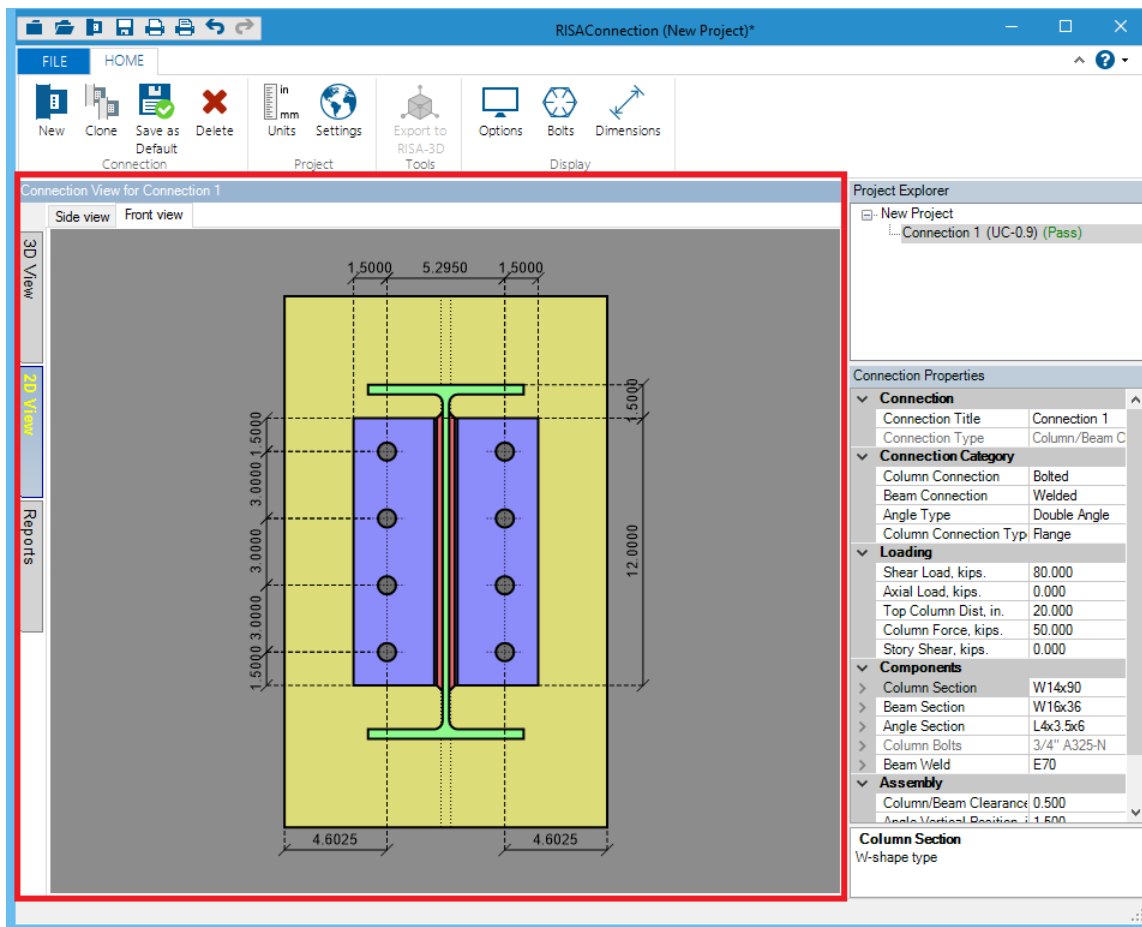 RISAConnection (New Project)*
FILE HOME
New Clone Save as Default Delete
Connection
in mm Units Settings
Project
Export to RISA-3D
Tools
Options Bolts Dimensions
Display
Connection View for Connection 1
Side view Front view
3D View
2D View
Reports
1.5000 5.2950 1.5000
1.5000
1.5000
3.0000
3.0000
3.0000
1.5000
12.0000
4.6025 4.6025
Project Explorer
New Project
Connection 1 (UC-0.9) (Pass)
Connection Properties
Connection
Connection Title Connection 1
Connection Type Column/Beam C
Connection Category
Column Connection Bolted
Beam Connection Welded
Angle Type Double Angle
Column Connection Typ Flange
Loading
Shear Load, kips. 80.000
Axial Load, kips. 0.000
Top Column Dist, in. 20.000
Column Force, kips. 50.000
Story Shear, kips. 0.000
Components
Column Section W14x90
Beam Section W16x36
Angle Section L4x3.5x6
Column Bolts 3/4" A325-N
Beam Weld E70
Assembly
Column/Beam Clearance 0.500
Angle Vertical Position, i 1.500
Column Section
W-shape type